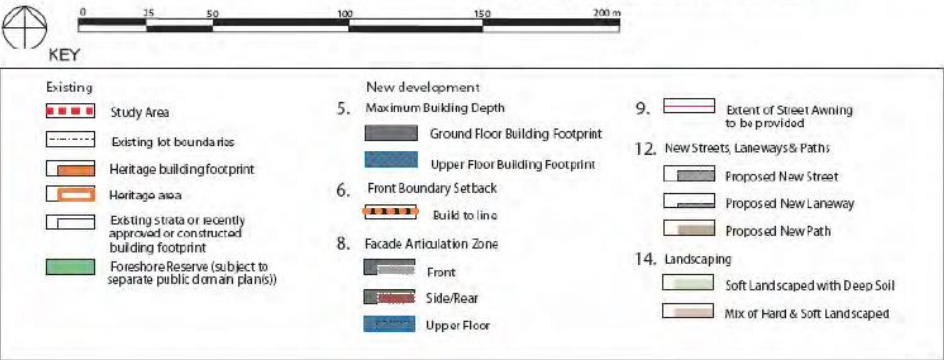 0 25 50 100 150 200 m
KEY
Existing
Study Area
Existing lot boundaries
Heritage building footprint
Heritage area
Existing strata or recently
approved or constructed
building footprint
Foreshore Reserve (subject to
separate public domain plan(s))
New development
5. Maximum Building Depth
Ground Floor Building Footprint
Upper Floor Building Footprint
6. Front Boundary Setback
Build to line
8. Facade Articulation Zone
Front
Side/Rear
Upper Floor
9. Extent of Street Awning
to be provided
12. New Streets, Laneways & Paths
Proposed New Street
Proposed New Laneway
Proposed New Path
14. Landscaping
Soft Landscaped with Deep Soil
Mix of Hard & Soft Landscaped